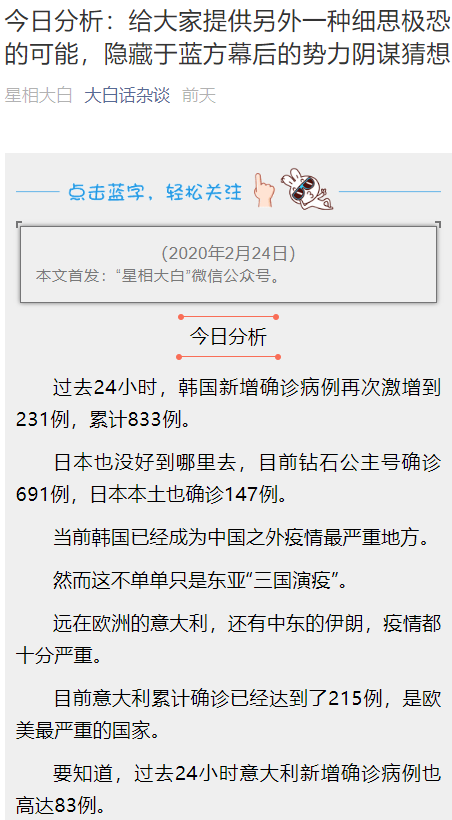 今日分析：给大家提供另外一种细思极恐
的可能，隐藏于蓝方幕后的势力阴谋猜想
星相大白 大白话杂谈 前天
点击蓝字，轻松关注
（2020年2月24日）
本文首发：“星相大白”微信公众号。
今日分析
过去24小时，韩国新增确诊病例再次激增到
231例，累计833例。
日本也没好到哪里去，目前钻石公主号确诊
691例，日本本土也确诊147例。
当前韩国已经成为中国之外疫情最严重地方。
然而这不单单只是东亚“三国演疫”。
远在欧洲的意大利，还有中东的伊朗，疫情都
十分严重。
目前意大利累计确诊已经达到了215例，是欧
美最严重的国家。
要知道，过去24小时意大利新增确诊病例也
高达83例。